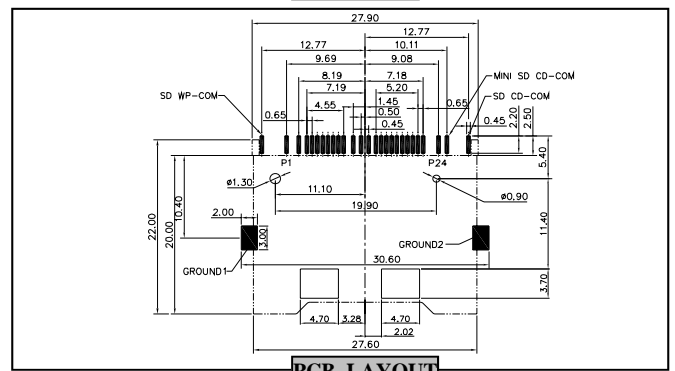 27.90
12.77 12.77
9.69 10.11
9.08
8.19 7.18
MINI SD CD-COM
7.19 5.20
SD WP-COM
4.55 1.45 0.65 SD CD-COM
0.65 0.50 0.45 2.20 2.50
0.45
P1 P24
5.40
ø1.30 ø0.90
11.10
19.90
22.00 20.00 10.40
2.00
3.00
11.40
GROUND2
30.60
GROUND1
3.70
4.70 3.28 4.70
2.02
27.60
PCB LAYOUT